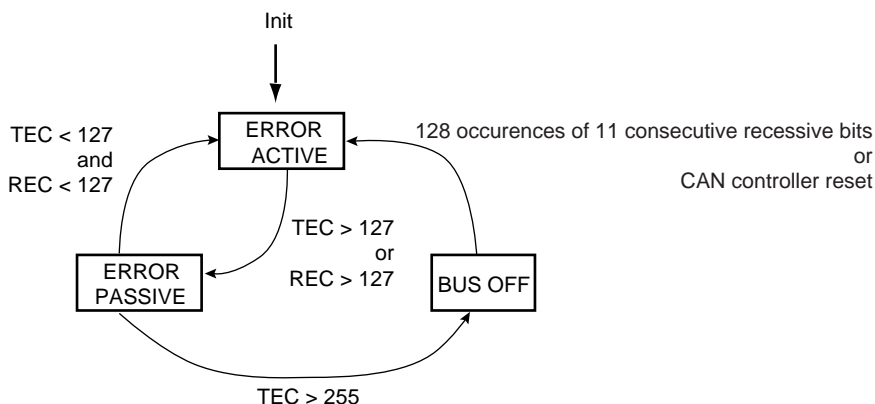 Init
ERROR
ACTIVE
TEC < 127
and
REC < 127
128 occurences of 11 consecutive recessive bits
or
CAN controller reset
TEC > 127
or
REC > 127
ERROR
PASSIVE
BUS OFF
TEC > 255